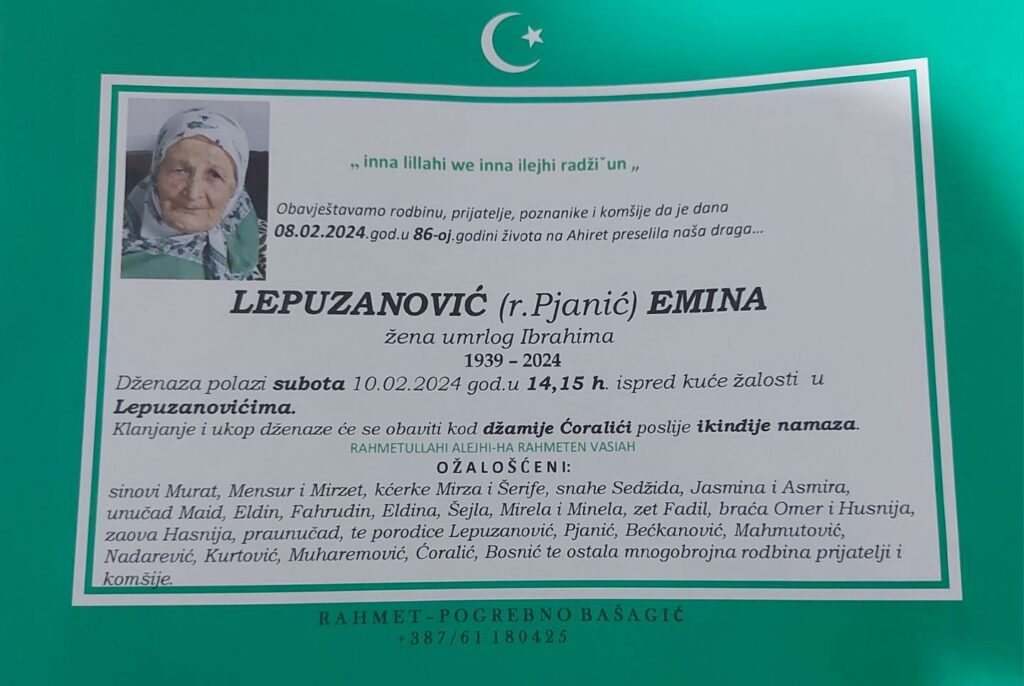 „ inna lillahi we inna ilejhi radži˝un „
Obavještavamo rodbinu, prijatelje, poznanike i komšije da je dana
08.02.2024.god.u 86-oj.godini života na Ahiret preselila naša draga...
LEPUZANOVIĆ (r.Pjanić) EMINA
žena umrlog Ibrahima
1939 – 2024
Dženaza polazi subota 10.02.2024 god.u 14,15 h. ispred kuće žalosti u
Lepuzanovićima.
Klanjanje i ukop dženaze će se obaviti kod džamije Ćoralići poslije ikindije namaza.
RAHMETULLAHI ALEJHI-HA RAHMETEN VASIAH
OŽALOŠĆENI:
sinovi Murat, Mensur i Mirzet, kćerke Mirza i Šerife, snahe Sedžida, Jasmina i Asmira,
unučad Maid, Eldin, Fahrudin, Eldina, Šejla, Mirela i Minela, zet Fadil, braća Omer i Husnija,
zaova Hasnija, praunučad, te porodice Lepuzanović, Pjanić, Bećkanović, Mahmutović,
Nadarević, Kurtović, Muharemović, Ćoralić, Bosnić te ostala mnogobrojna rodbina prijatelji i
komšije.
RAHMET-POGREBNO BAŠAGIĆ
+387/61 180425